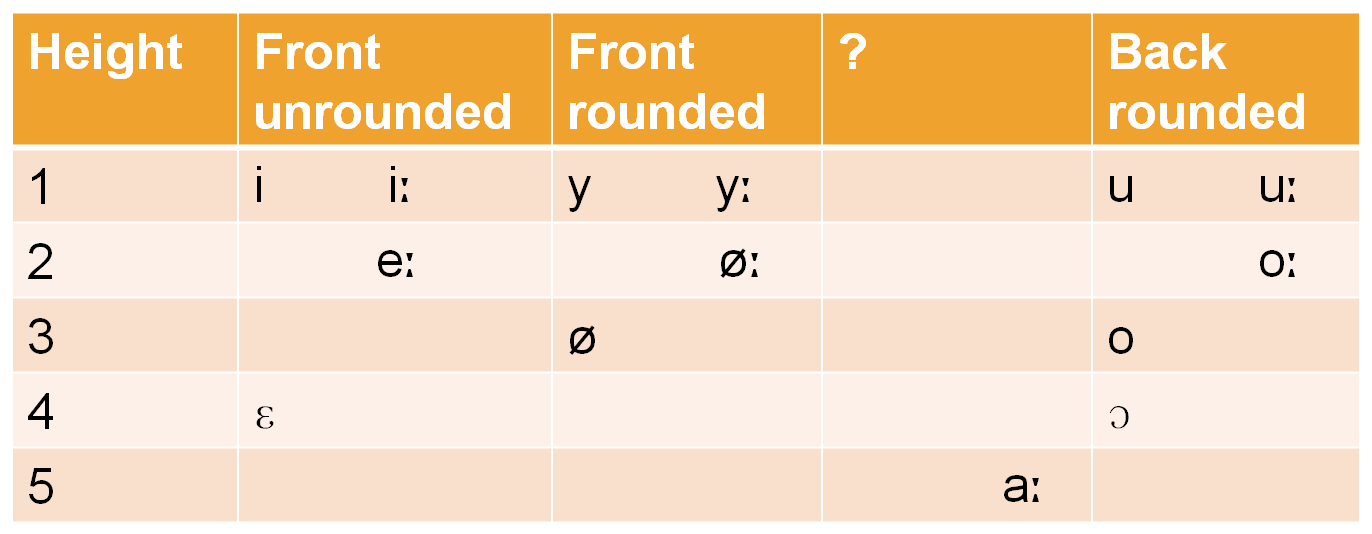 Height Front unrounded Front rounded ? Back rounded
1 i iː y yː u uː
2 eː øː oː
3 ø o
4 ε ɔ
5 aː